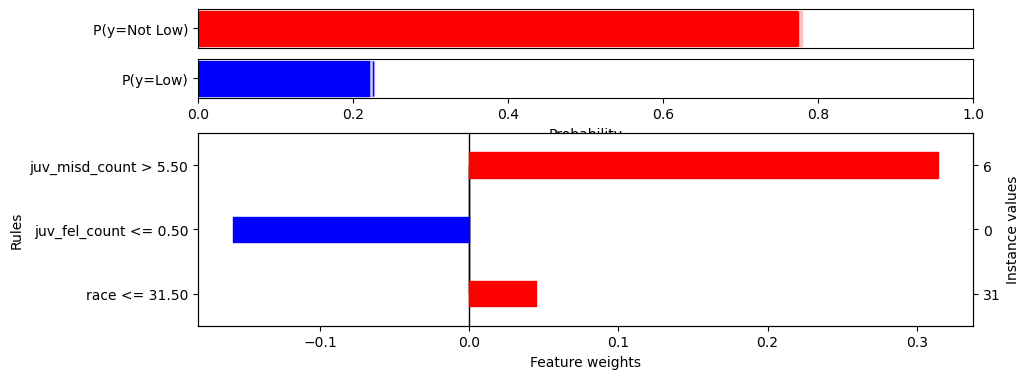 P(y=Not Low)
P(y=Low)
0.0 0.2 0.4 0.6 0.8 1.0
Probability
juv_misd_count > 5.50 6
juv_fel_count <= 0.50 0
race <= 31.50 31
Rules
Instance values
−0.1 0.0 0.1 0.2 0.3
Feature weights